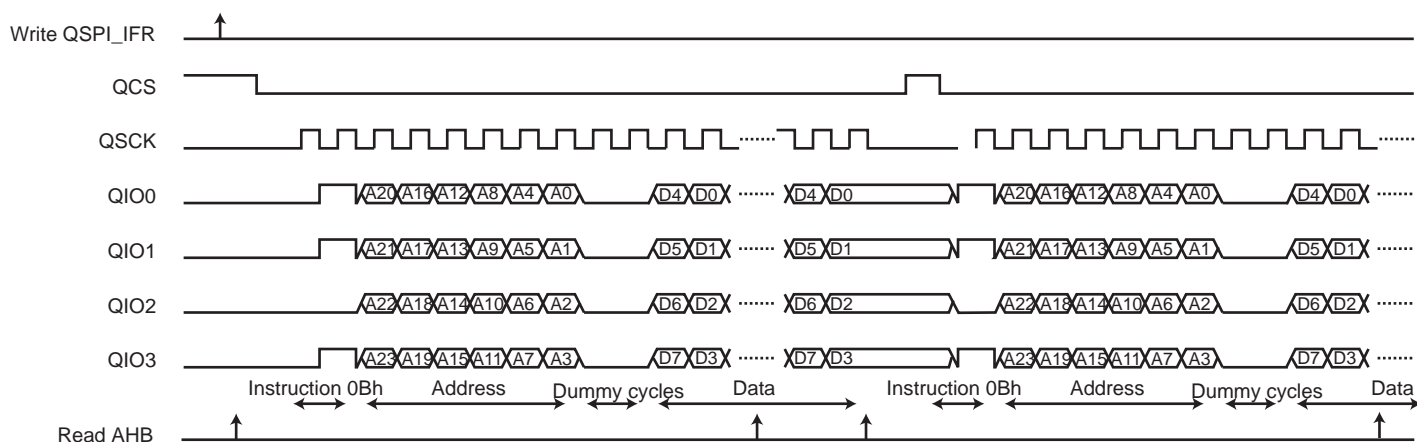 Write QSPI_IFR
QCS
QSCK
QIO0 A20 A16 A12 A8 A4 A0 D4 D0 D4 D0 A20 A16 A12 A8 A4 A0 D4 D0
QIO1 A21 A17 A13 A9 A5 A1 D5 D1 D5 D1 A21 A17 A13 A9 A5 A1 D5 D1
QIO2 A22 A18 A14 A10 A6 A2 D6 D2 D6 D2 A22 A18 A14 A10 A6 A2 D6 D2
QIO3 A23 A19 A15 A11 A7 A3 D7 D3 D7 D3 A23 A19 A15 A11 A7 A3 D7 D3
Instruction 0Bh Address Dummy cycles Data Instruction 0Bh Address Dummy cycles Data
Read AHB